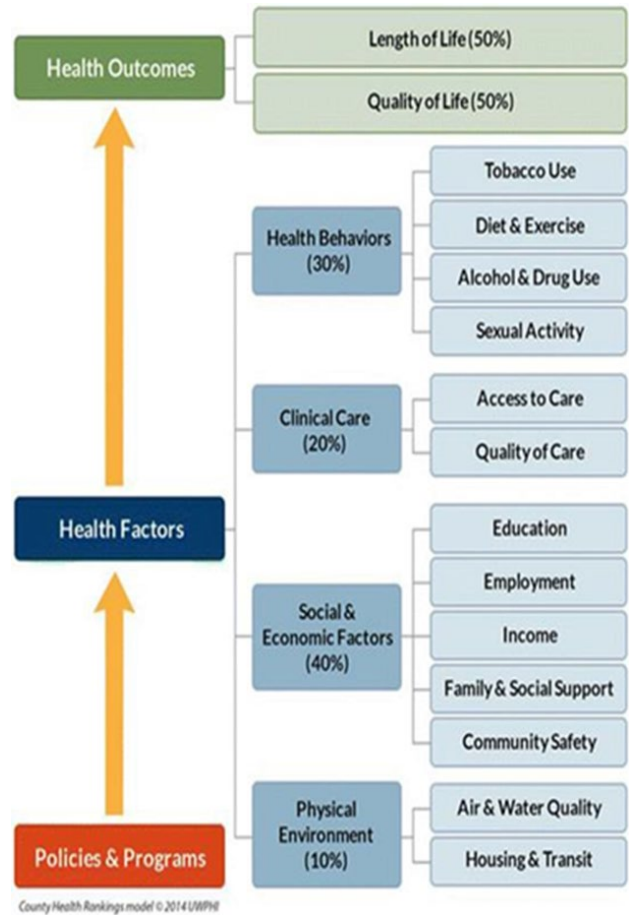 Health Outcomes
Length of Life (50%)
Quality of Life (50%)
Health Behaviors
(30%)
Tobacco Use
Diet & Exercise
Alcohol & Drug Use
Sexual Activity
Clinical Care
(20%)
Access to Care
Quality of Care
Health Factors
Social &
Economic Factors
(40%)
Education
Employment
Income
Family & Social Support
Community Safety
Physical
Environment
(10%)
Air & Water Quality
Housing & Transit
Policies & Programs
County Health Rankings model © 2014 UWPHI